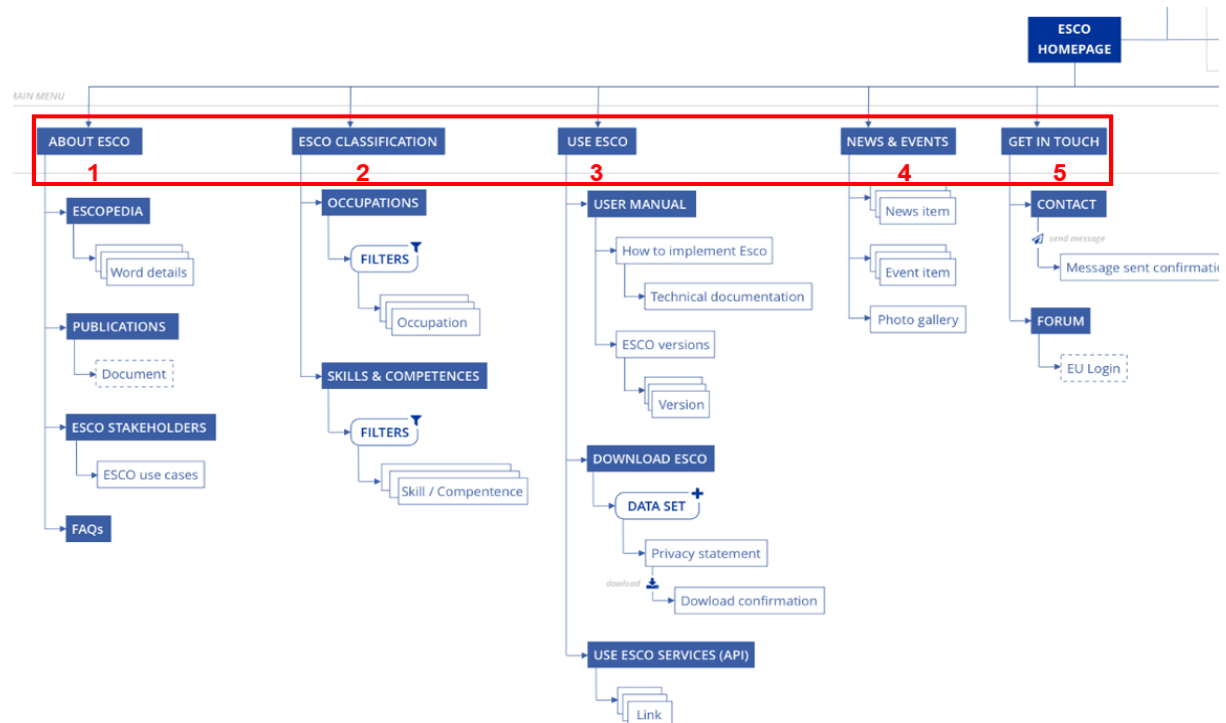 ESCO
HOMEPAGE
MAIN MENU
ABOUT ESCO
1
ESCO CLASSIFICATION
2
USE ESCO
3
NEWS & EVENTS
4
GET IN TOUCH
5
ESCOPEDIA
Word details
PUBLICATIONS
Document
ESCO STAKEHOLDERS
ESCO use cases
FAQs
OCCUPATIONS
FILTERS
Occupation
SKILLS & COMPETENCES
FILTERS
Skill / Compentence
USER MANUAL
How to implement Esco
Technical documentation
ESCO versions
Version
DOWNLOAD ESCO
DATA SET
Privacy statement
dowload
Dowload confirmation
USE ESCO SERVICES (API)
Link
News item
Event item
Photo gallery
CONTACT
send message
Message sent confirmatio
FORUM
EU Login